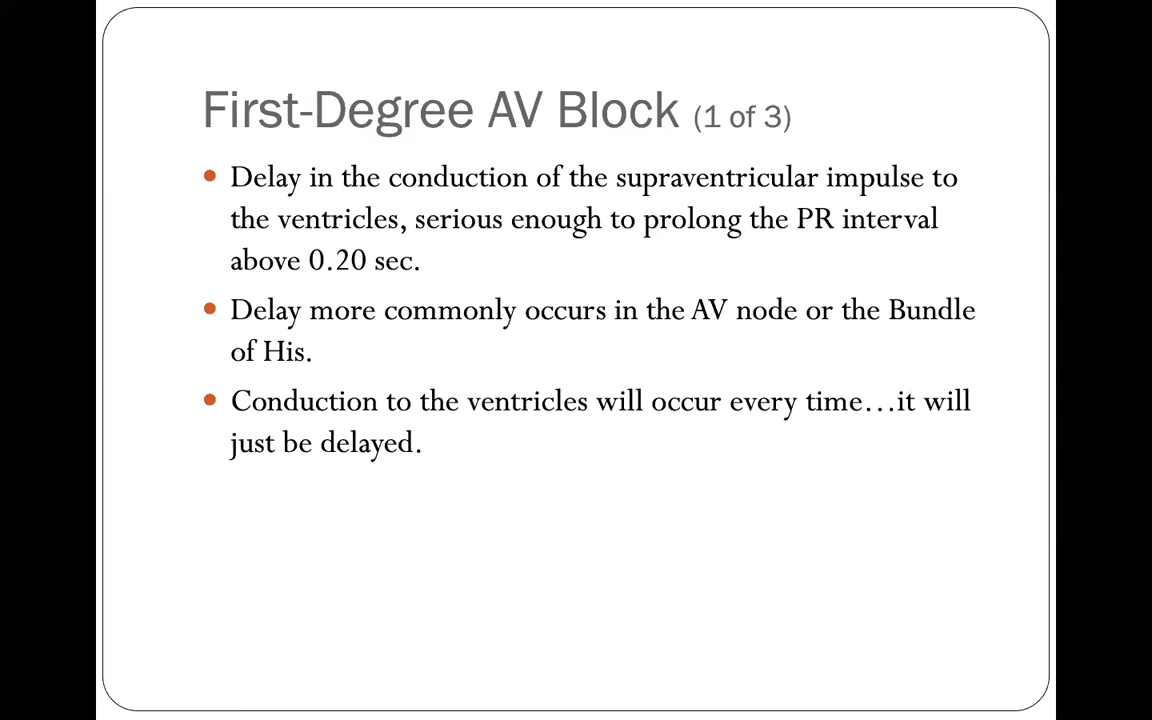 First-Degree AV Block (1 of 3)
• Delay in the conduction of the supraventricular impulse to
the ventricles, serious enough to prolong the PR interval
above 0.20 sec.
• Delay more commonly occurs in the AV node or the Bundle
of His.
• Conduction to the ventricles will occur every time…it will
just be delayed.